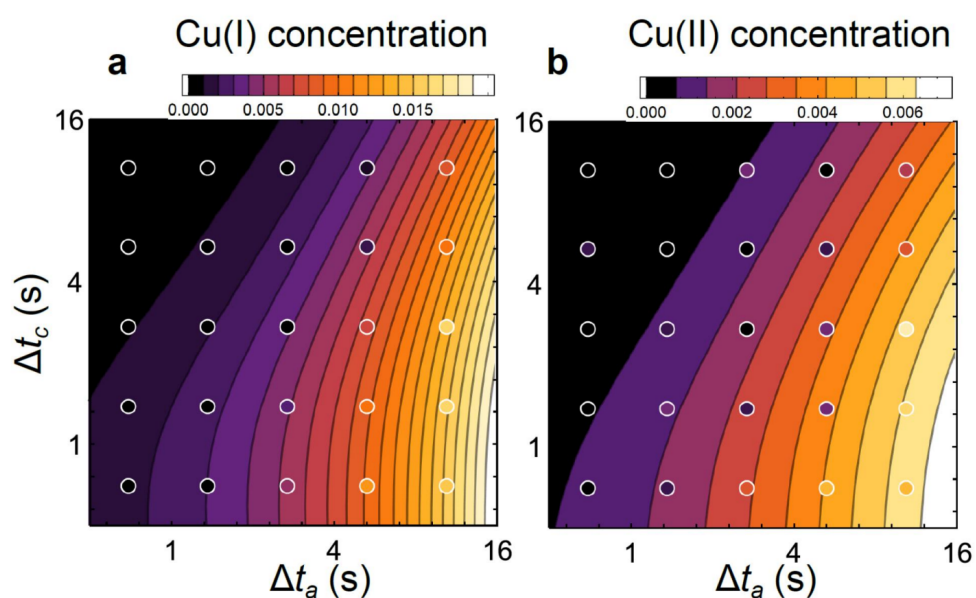 Cu(I) concentration
a
0.000 0.005 0.010 0.015
16
4
1
Δtc (s)
1 4 16
Δta (s)
Cu(II) concentration
b
0.000 0.002 0.004 0.006
16
4
1
1 4 16
Δta (s)